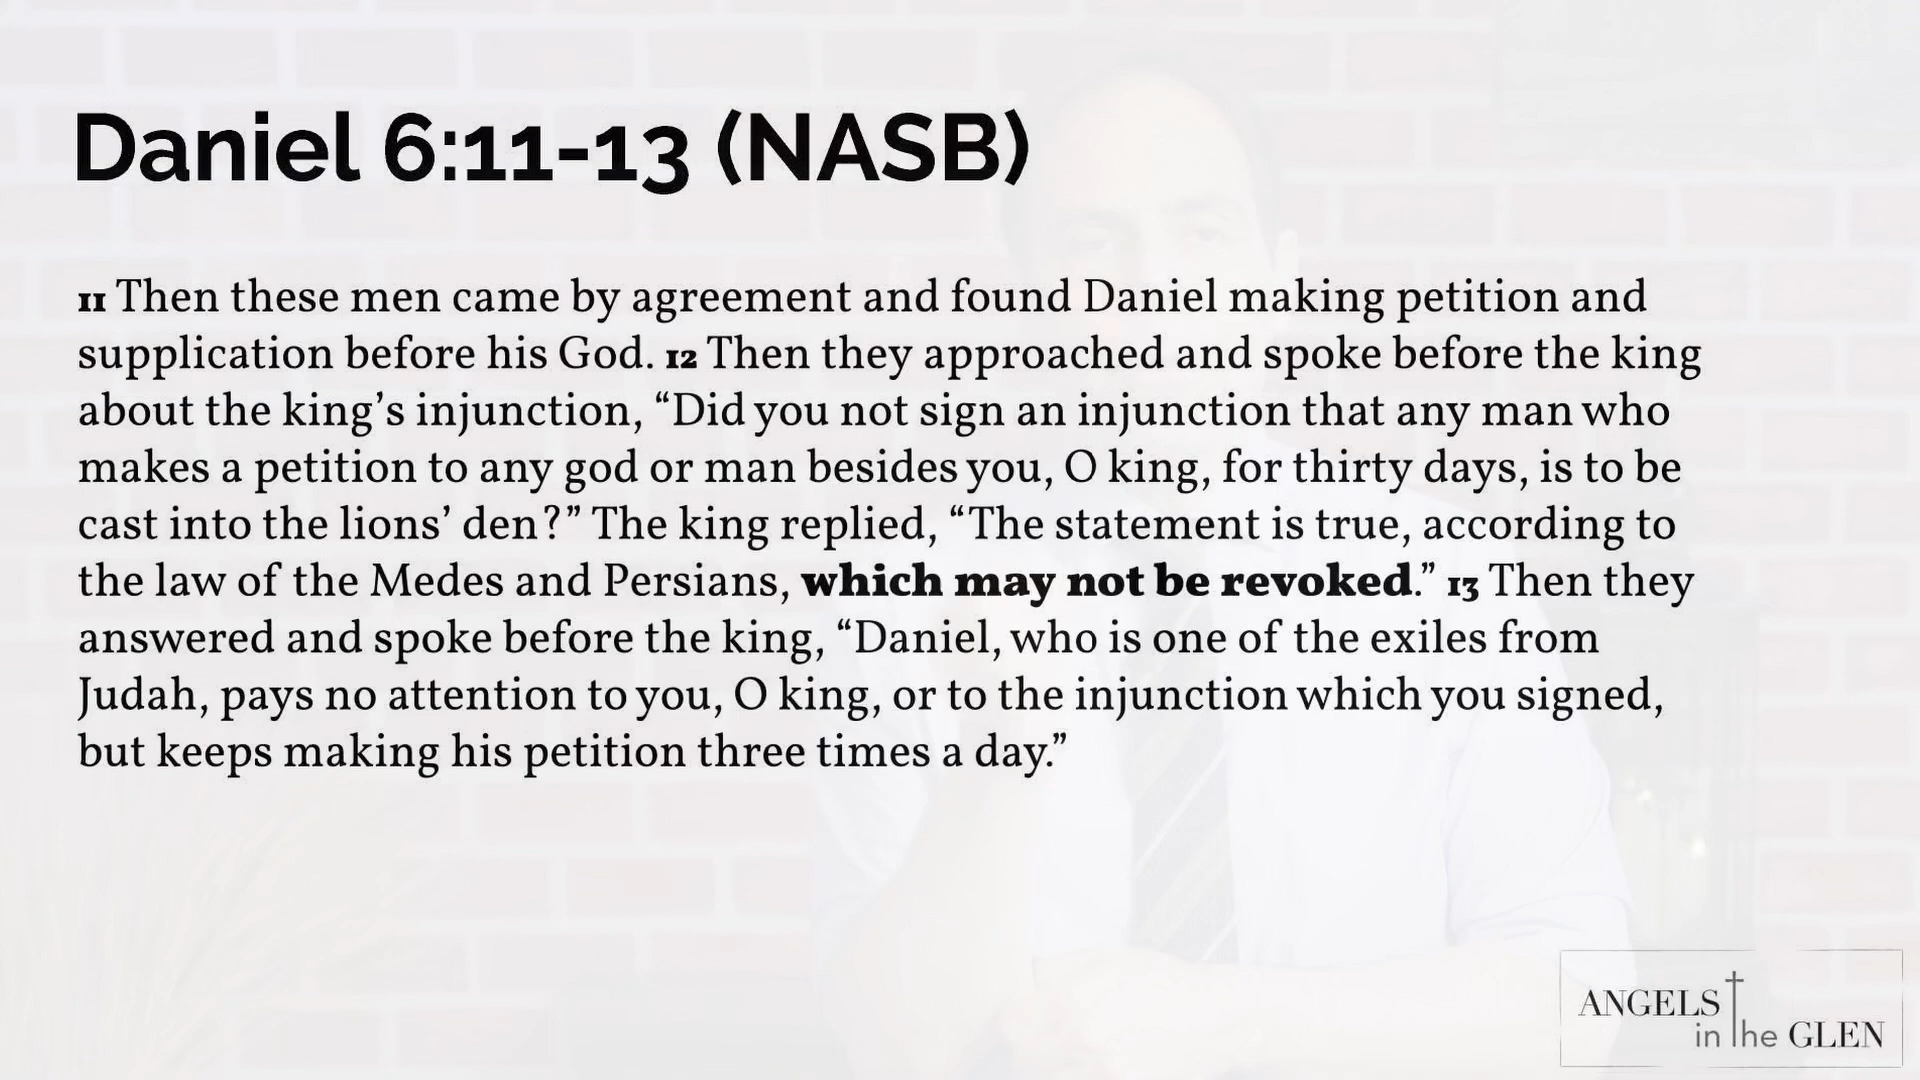 Daniel 6:11-13 (NASB)
11 Then these men came by agreement and found Daniel making petition and
supplication before his God. 12 Then they approached and spoke before the king
about the king’s injunction, “Did you not sign an injunction that any man who
makes a petition to any god or man besides you, O king, for thirty days, is to be
cast into the lions’ den?” The king replied, “The statement is true, according to
the law of the Medes and Persians, which may not be revoked.” 13 Then they
answered and spoke before the king, “Daniel, who is one of the exiles from
Judah, pays no attention to you, O king, or to the injunction which you signed,
but keeps making his petition three times a day.”
ANGELS
in the GLEN